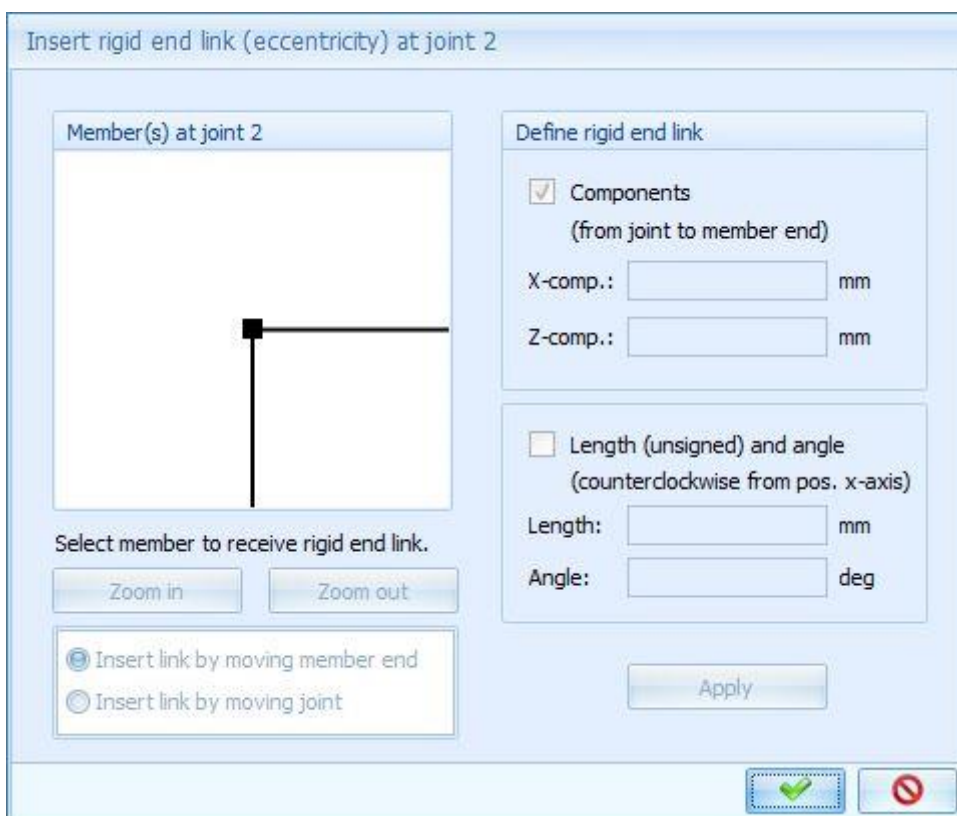 Insert rigid end link (eccentricity) at joint 2
Member(s) at joint 2
Select member to receive rigid end link.
Zoom in
Zoom out
Insert link by moving member end
Insert link by moving joint
Define rigid end link
Components
(from joint to member end)
X-comp.: mm
Z-comp.: mm
Length (unsigned) and angle
(counterclockwise from pos. x-axis)
Length: mm
Angle: deg
Apply